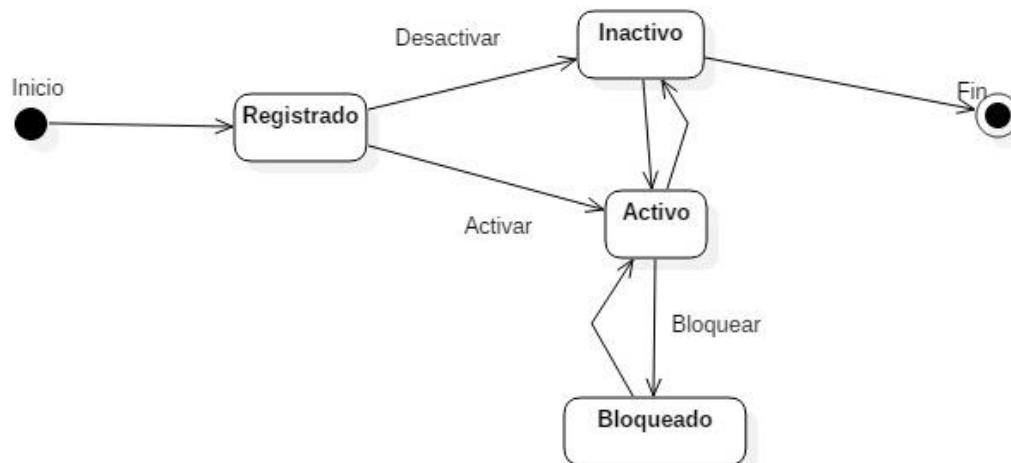 Inactivo
Desactivar
Inicio
Fin
Registrado
Activo
Activar
Bloquear
Bloqueado